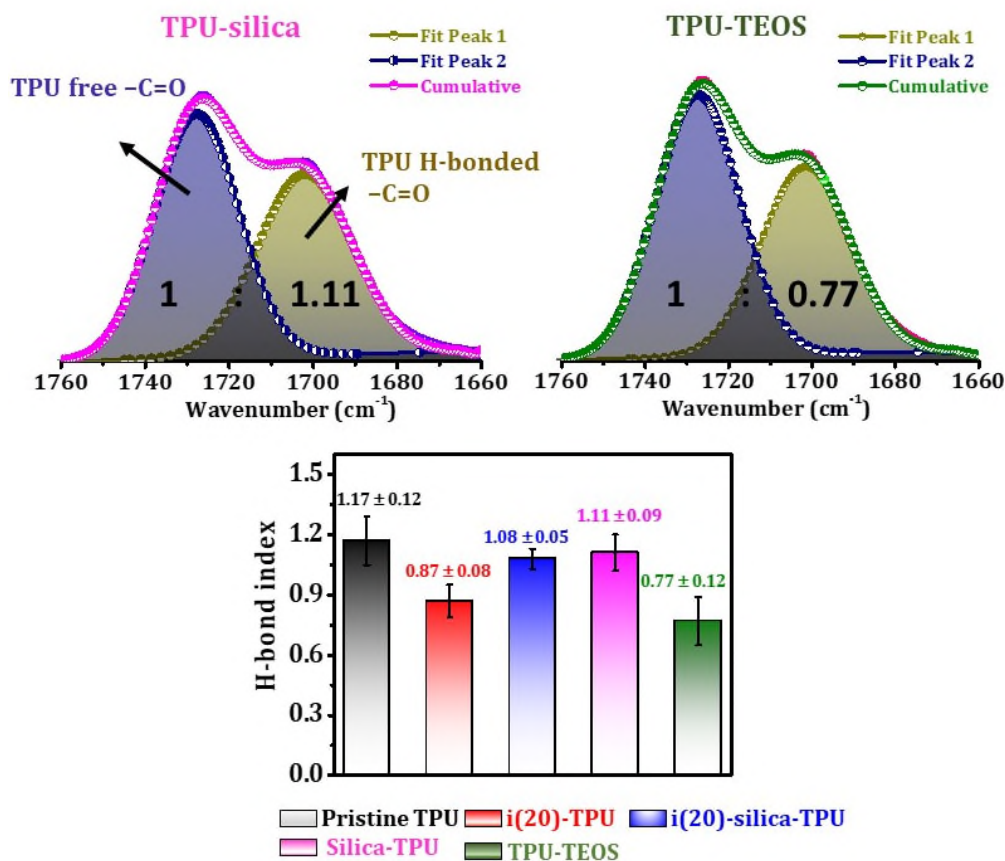 TPU-silica
Fit Peak 1
Fit Peak 2
Cumulative
TPU free –C=O
TPU H-bonded
–C=O
1 : 1.11
1760 1740 1720 1700 1680 1660
Wavenumber (cm⁻¹)
TPU-TEOS
Fit Peak 1
Fit Peak 2
Cumulative
1 : 0.77
1760 1740 1720 1700 1680 1660
Wavenumber (cm⁻¹)
H-bond index
1.5
1.2
0.9
0.6
0.3
0.0
1.17 ± 0.12
0.87 ± 0.08
1.08 ± 0.05
1.11 ± 0.09
0.77 ± 0.12
Pristine TPU i(20)-TPU i(20)-silica-TPU
Silica-TPU TPU-TEOS